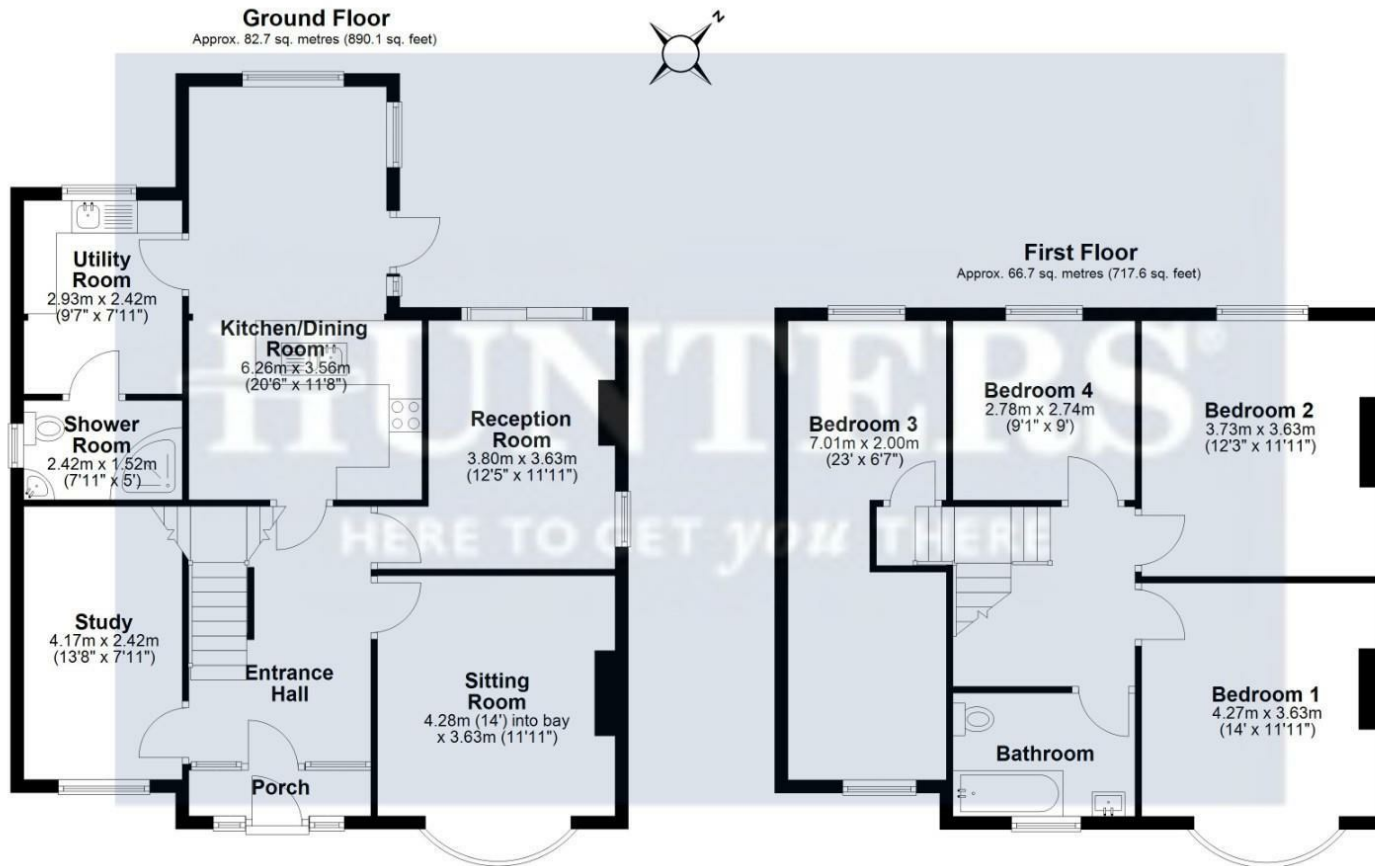 Ground Floor
Approx. 82.7 sq. metres (890.1 sq. feet)
N
Utility
Room
2.93m x 2.42m
(9'7" x 7'11")
Kitchen/Dining
Room
6.26m x 3.56m
(20'6" x 11'8")
Shower
Room
2.42m x 1.52m
(7'11" x 5')
Reception
Room
3.80m x 3.63m
(12'5" x 11'11")
Study
4.17m x 2.42m
(13'8" x 7'11")
Entrance
Hall
Sitting
Room
4.28m (14') into bay
x 3.63m (11'11")
Porch
First Floor
Approx. 66.7 sq. metres (717.6 sq. feet)
Bedroom 3
7.01m x 2.00m
(23' x 6'7")
Bedroom 4
2.78m x 2.74m
(9'1" x 9')
Bedroom 2
3.73m x 3.63m
(12'3" x 11'11")
Bedroom 1
4.27m x 3.63m
(14' x 11'11")
Bathroom
HUNTERS®
HERE TO GET you THERE